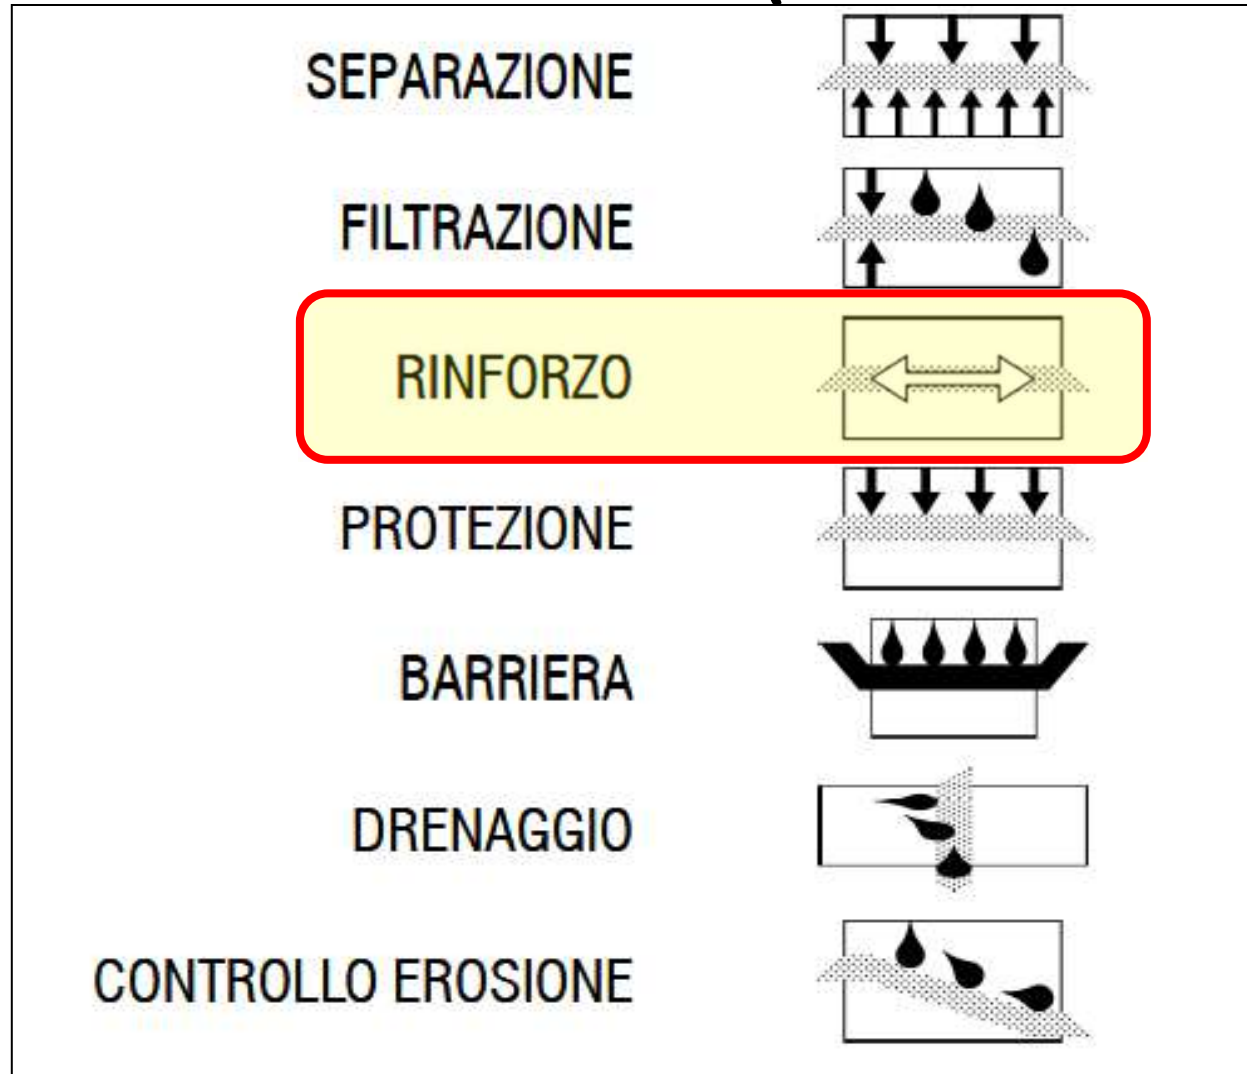 SEPARAZIONE
FILTRAZIONE
RINFORZO
PROTEZIONE
BARRIERA
DRENAGGIO
CONTROLLO EROSIONE